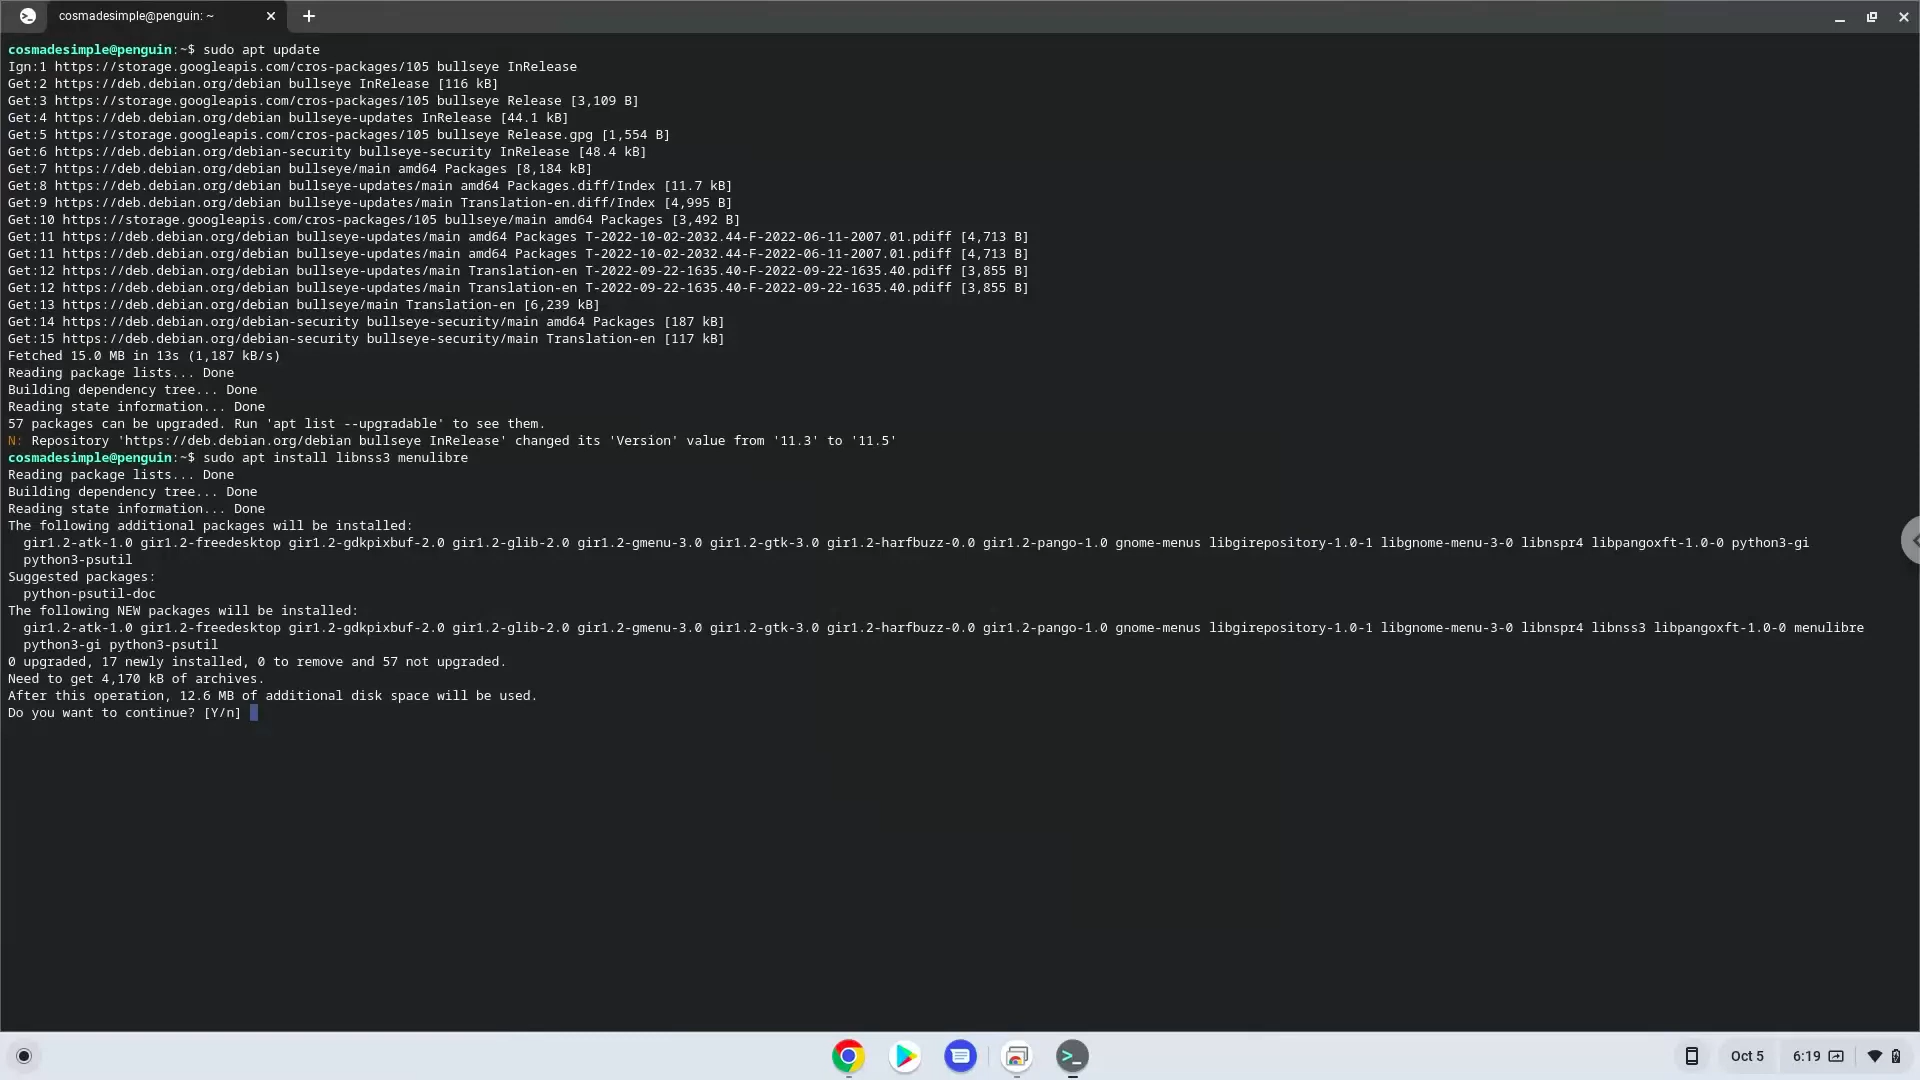 cosmadesimple@penguin: ~
cosmadesimple@penguin:~$ sudo apt update
Ign:1 https://storage.googleapis.com/cros-packages/105 bullseye InRelease
Get:2 https://deb.debian.org/debian bullseye InRelease [116 kB]
Get:3 https://storage.googleapis.com/cros-packages/105 bullseye Release [3,109 B]
Get:4 https://deb.debian.org/debian bullseye-updates InRelease [44.1 kB]
Get:5 https://storage.googleapis.com/cros-packages/105 bullseye Release.gpg [1,554 B]
Get:6 https://deb.debian.org/debian-security bullseye-security InRelease [48.4 kB]
Get:7 https://deb.debian.org/debian bullseye/main amd64 Packages [8,184 kB]
Get:8 https://deb.debian.org/debian bullseye-updates/main amd64 Packages.diff/Index [11.7 kB]
Get:9 https://deb.debian.org/debian bullseye-updates/main Translation-en.diff/Index [4,995 B]
Get:10 https://storage.googleapis.com/cros-packages/105 bullseye/main amd64 Packages [3,492 B]
Get:11 https://deb.debian.org/debian bullseye-updates/main amd64 Packages T-2022-10-02-2032.44-F-2022-06-11-2007.01.pdiff [4,713 B]
Get:11 https://deb.debian.org/debian bullseye-updates/main amd64 Packages T-2022-10-02-2032.44-F-2022-06-11-2007.01.pdiff [4,713 B]
Get:12 https://deb.debian.org/debian bullseye-updates/main Translation-en T-2022-09-22-1635.40-F-2022-09-22-1635.40.pdiff [3,855 B]
Get:12 https://deb.debian.org/debian bullseye-updates/main Translation-en T-2022-09-22-1635.40-F-2022-09-22-1635.40.pdiff [3,855 B]
Get:13 https://deb.debian.org/debian bullseye/main Translation-en [6,239 kB]
Get:14 https://deb.debian.org/debian-security bullseye-security/main amd64 Packages [187 kB]
Get:15 https://deb.debian.org/debian-security bullseye-security/main Translation-en [117 kB]
Fetched 15.0 MB in 13s (1,187 kB/s)
Reading package lists... Done
Building dependency tree... Done
Reading state information... Done
57 packages can be upgraded. Run 'apt list --upgradable' to see them.
N: Repository 'https://deb.debian.org/debian bullseye InRelease' changed its 'Version' value from '11.3' to '11.5'
cosmadesimple@penguin:~$ sudo apt install libnss3 menulibre
Reading package lists... Done
Building dependency tree... Done
Reading state information... Done
The following additional packages will be installed:
gir1.2-atk-1.0 gir1.2-freedesktop gir1.2-gdkpixbuf-2.0 gir1.2-glib-2.0 gir1.2-gmenu-3.0 gir1.2-gtk-3.0 gir1.2-harfbuzz-0.0 gir1.2-pango-1.0 gnome-menus libgirepository-1.0-1 libgnome-menu-3-0 libnspr4 libpangoxft-1.0-0 python3-gi
python3-psutil
Suggested packages:
python-psutil-doc
The following NEW packages will be installed:
gir1.2-atk-1.0 gir1.2-freedesktop gir1.2-gdkpixbuf-2.0 gir1.2-glib-2.0 gir1.2-gmenu-3.0 gir1.2-gtk-3.0 gir1.2-harfbuzz-0.0 gir1.2-pango-1.0 gnome-menus libgirepository-1.0-1 libgnome-menu-3-0 libnspr4 libnss3 libpangoxft-1.0-0 menulibre
python3-gi python3-psutil
0 upgraded, 17 newly installed, 0 to remove and 57 not upgraded.
Need to get 4,170 kB of archives.
After this operation, 12.6 MB of additional disk space will be used.
Do you want to continue? [Y/n]
Oct 5 6:19